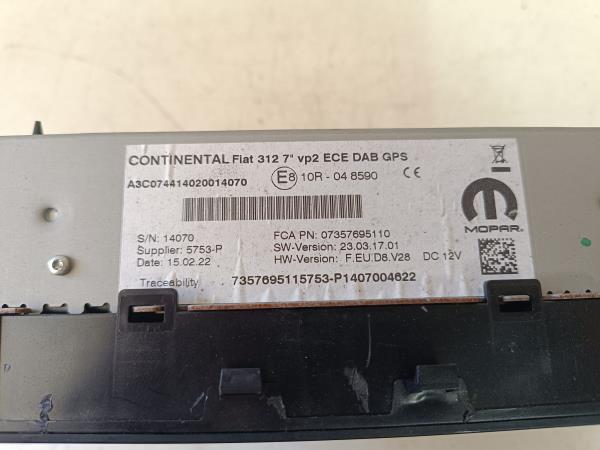 CONTINENTAL Fiat 312 7" vp2 ECE DAB GPS
A3C074414020014070
E8 10R - 04 8590
S/N: 14070
FCA PN: 07357695110
Supplier: 5753-P
SW-Version: 23.03.17.01
Date: 15.02.22
HW-Version: F.EU.D8.V28 DC 12V
Traceability 7357695115753-P1407004622
MOPAR